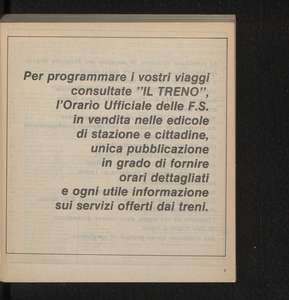 Per programmare i vostri viaggi
consultate "IL TRENO",
l'Orario Ufficiale delle F.S.
in vendita nelle edicole
di stazione e cittadine,
unica pubblicazione
in grado di fornire
orari dettagliati
e ogni utile informazione
sui servizi offerti dai treni.